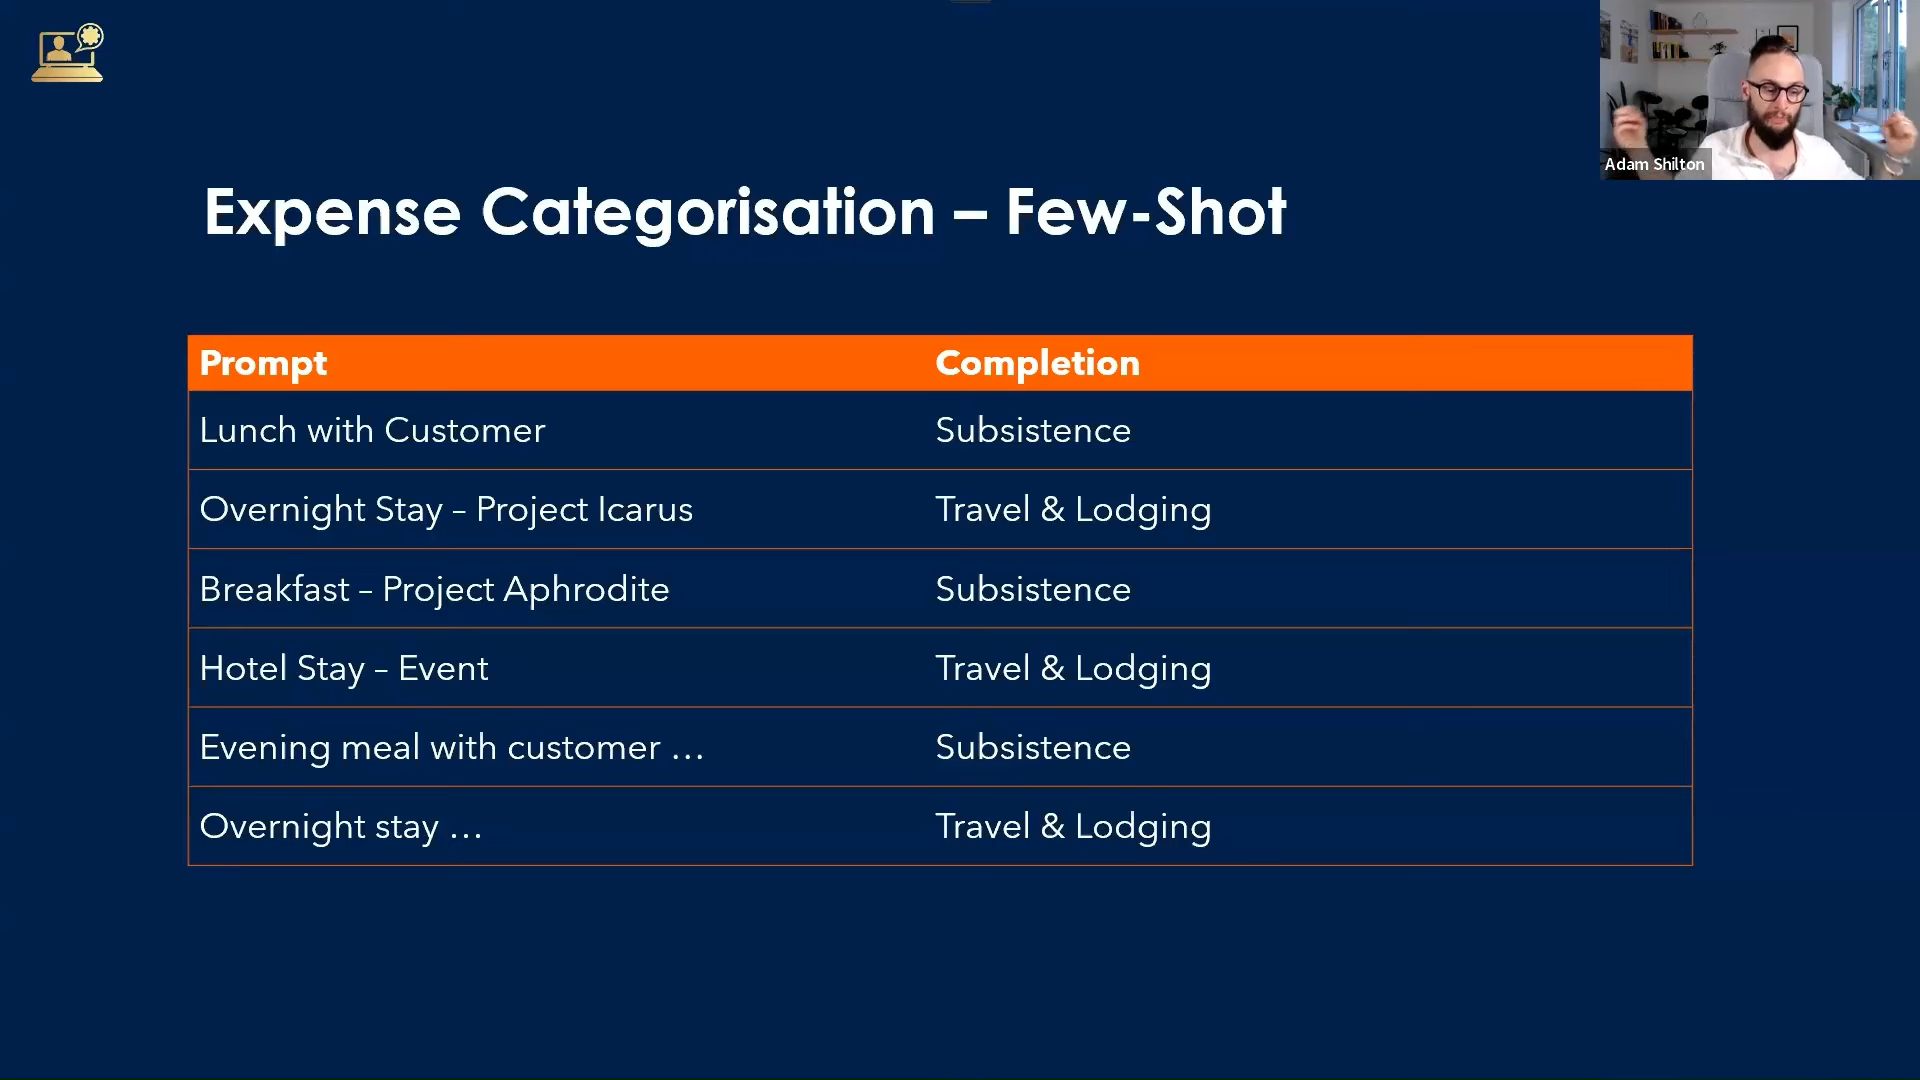 Adam Shilton
Expense Categorisation – Few-Shot
Prompt Completion
Lunch with Customer Subsistence
Overnight Stay – Project Icarus Travel & Lodging
Breakfast – Project Aphrodite Subsistence
Hotel Stay – Event Travel & Lodging
Evening meal with customer … Subsistence
Overnight stay … Travel & Lodging